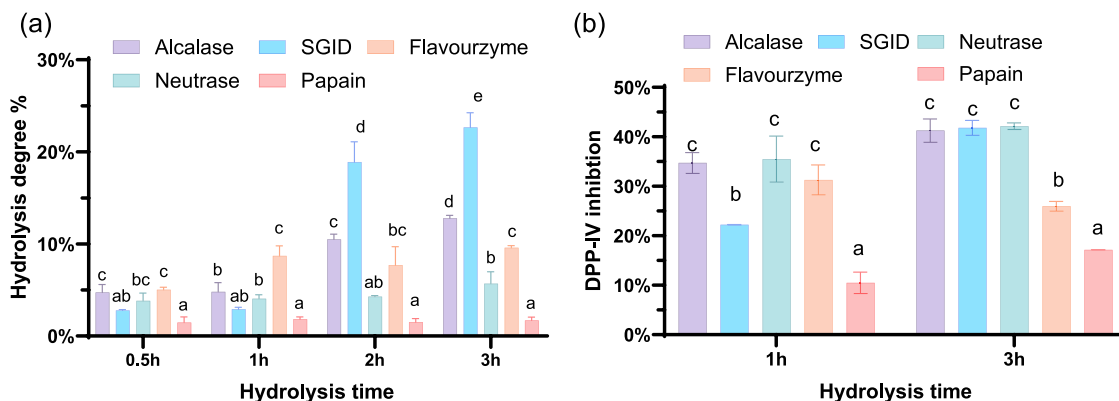 (a)
Alcalase SGID Flavourzyme
Neutrase Papain
Hydrolysis degree %
30%
20%
10%
0%
c ab bc c a
b ab b c a
c d ab bc a
d e b c a
0.5h 1h 2h 3h
Hydrolysis time
(b)
Alcalase SGID Neutrase
Flavourzyme Papain
DPP-IV inhibtion
50%
40%
30%
20%
10%
0%
c b c c a
c c c b a
1h 3h
Hydrolysis time